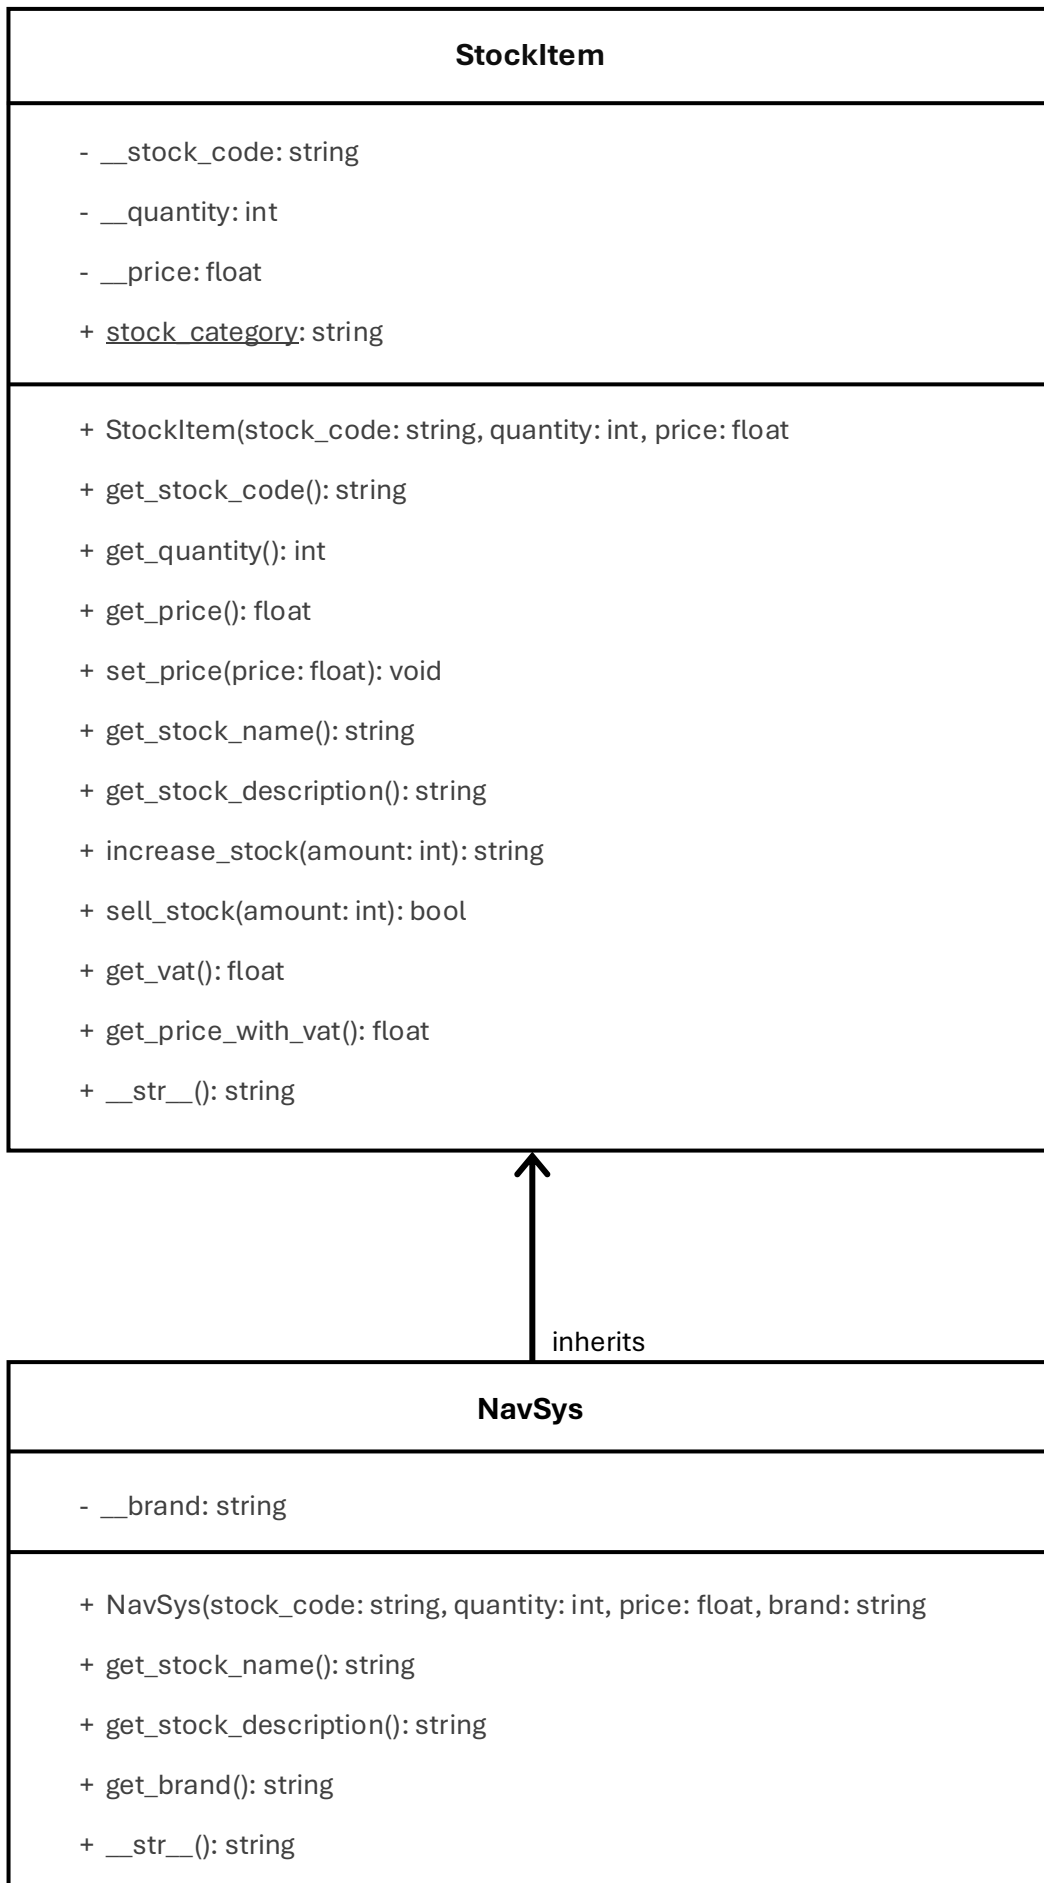 StockItem
- __stock_code: string
- __quantity: int
- __price: float
+ stock_category: string
+ StockItem(stock_code: string, quantity: int, price: float
+ get_stock_code(): string
+ get_quantity(): int
+ get_price(): float
+ set_price(price: float): void
+ get_stock_name(): string
+ get_stock_description(): string
+ increase_stock(amount: int): string
+ sell_stock(amount: int): bool
+ get_vat(): float
+ get_price_with_vat(): float
+ __str__(): string
inherits
NavSys
- __brand: string
+ NavSys(stock_code: string, quantity: int, price: float, brand: string
+ get_stock_name(): string
+ get_stock_description(): string
+ get_brand(): string
+ __str__(): string